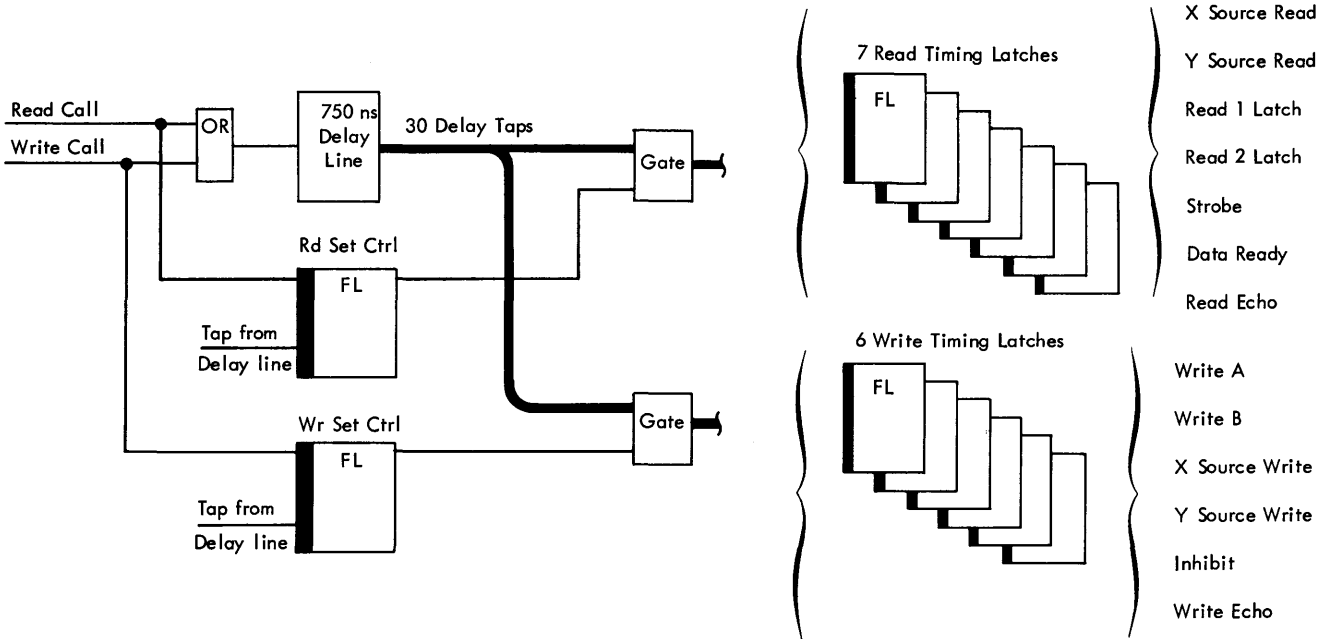 Read Call
Write Call
OR
750 ns
Delay
Line
30 Delay Taps
Gate
Rd Set Ctrl
FL
Tap from
Delay line
Gate
Wr Set Ctrl
FL
Tap from
Delay line
7 Read Timing Latches
FL
X Source Read
Y Source Read
Read 1 Latch
Read 2 Latch
Strobe
Data Ready
Read Echo
6 Write Timing Latches
FL
Write A
Write B
X Source Write
Y Source Write
Inhibit
Write Echo